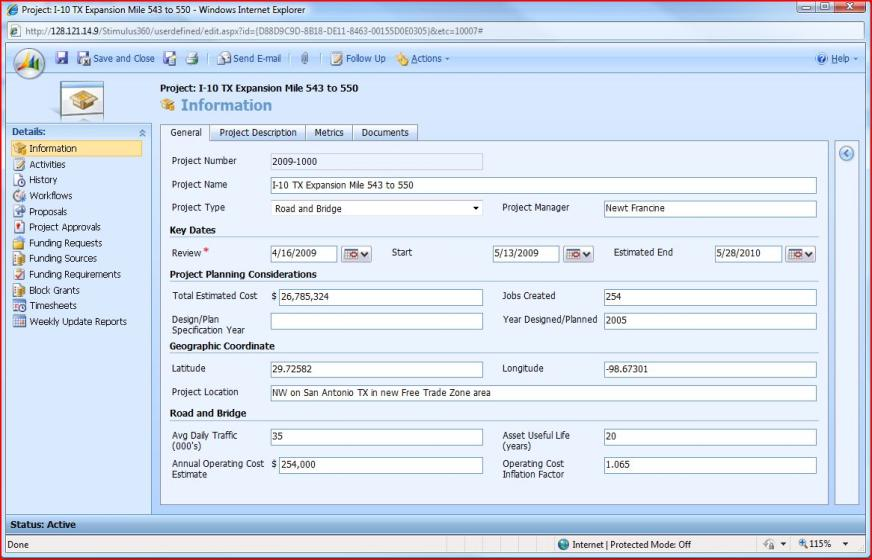 Project: I-10 TX Expansion Mile 543 to 550 - Windows Internet Explorer
http://128.121.14.9/Stimulus360/userdefined/edit.aspx?id={D88D9C9D-8B18-DE11-8463-00155D0E0305}&etc=10007#
Save and Close Send E-mail Follow Up Actions Help
Project: I-10 TX Expansion Mile 543 to 550
Information
Details:
Information
Activities
History
Workflows
Proposals
Project Approvals
Funding Requests
Funding Sources
Funding Requirements
Block Grants
Timesheets
Weekly Update Reports
General Project Description Metrics Documents
Project Number 2009-1000
Project Name I-10 TX Expansion Mile 543 to 550
Project Type Road and Bridge Project Manager Newt Francine
Key Dates
Review * 4/16/2009 Start 5/13/2009 Estimated End 5/28/2010
Project Planning Considerations
Total Estimated Cost $ 26,785,324 Jobs Created 254
Design/Plan Specification Year Year Designed/Planned 2005
Geographic Coordinate
Latitude 29.72582 Longitude -98.67301
Project Location NW on San Antonio TX in new Free Trade Zone area
Road and Bridge
Avg Daily Traffic (000's) 35 Asset Useful Life (years) 20
Annual Operating Cost Estimate $ 254,000 Operating Cost Inflation Factor 1.065
Status: Active
Done Internet | Protected Mode: Off 115%